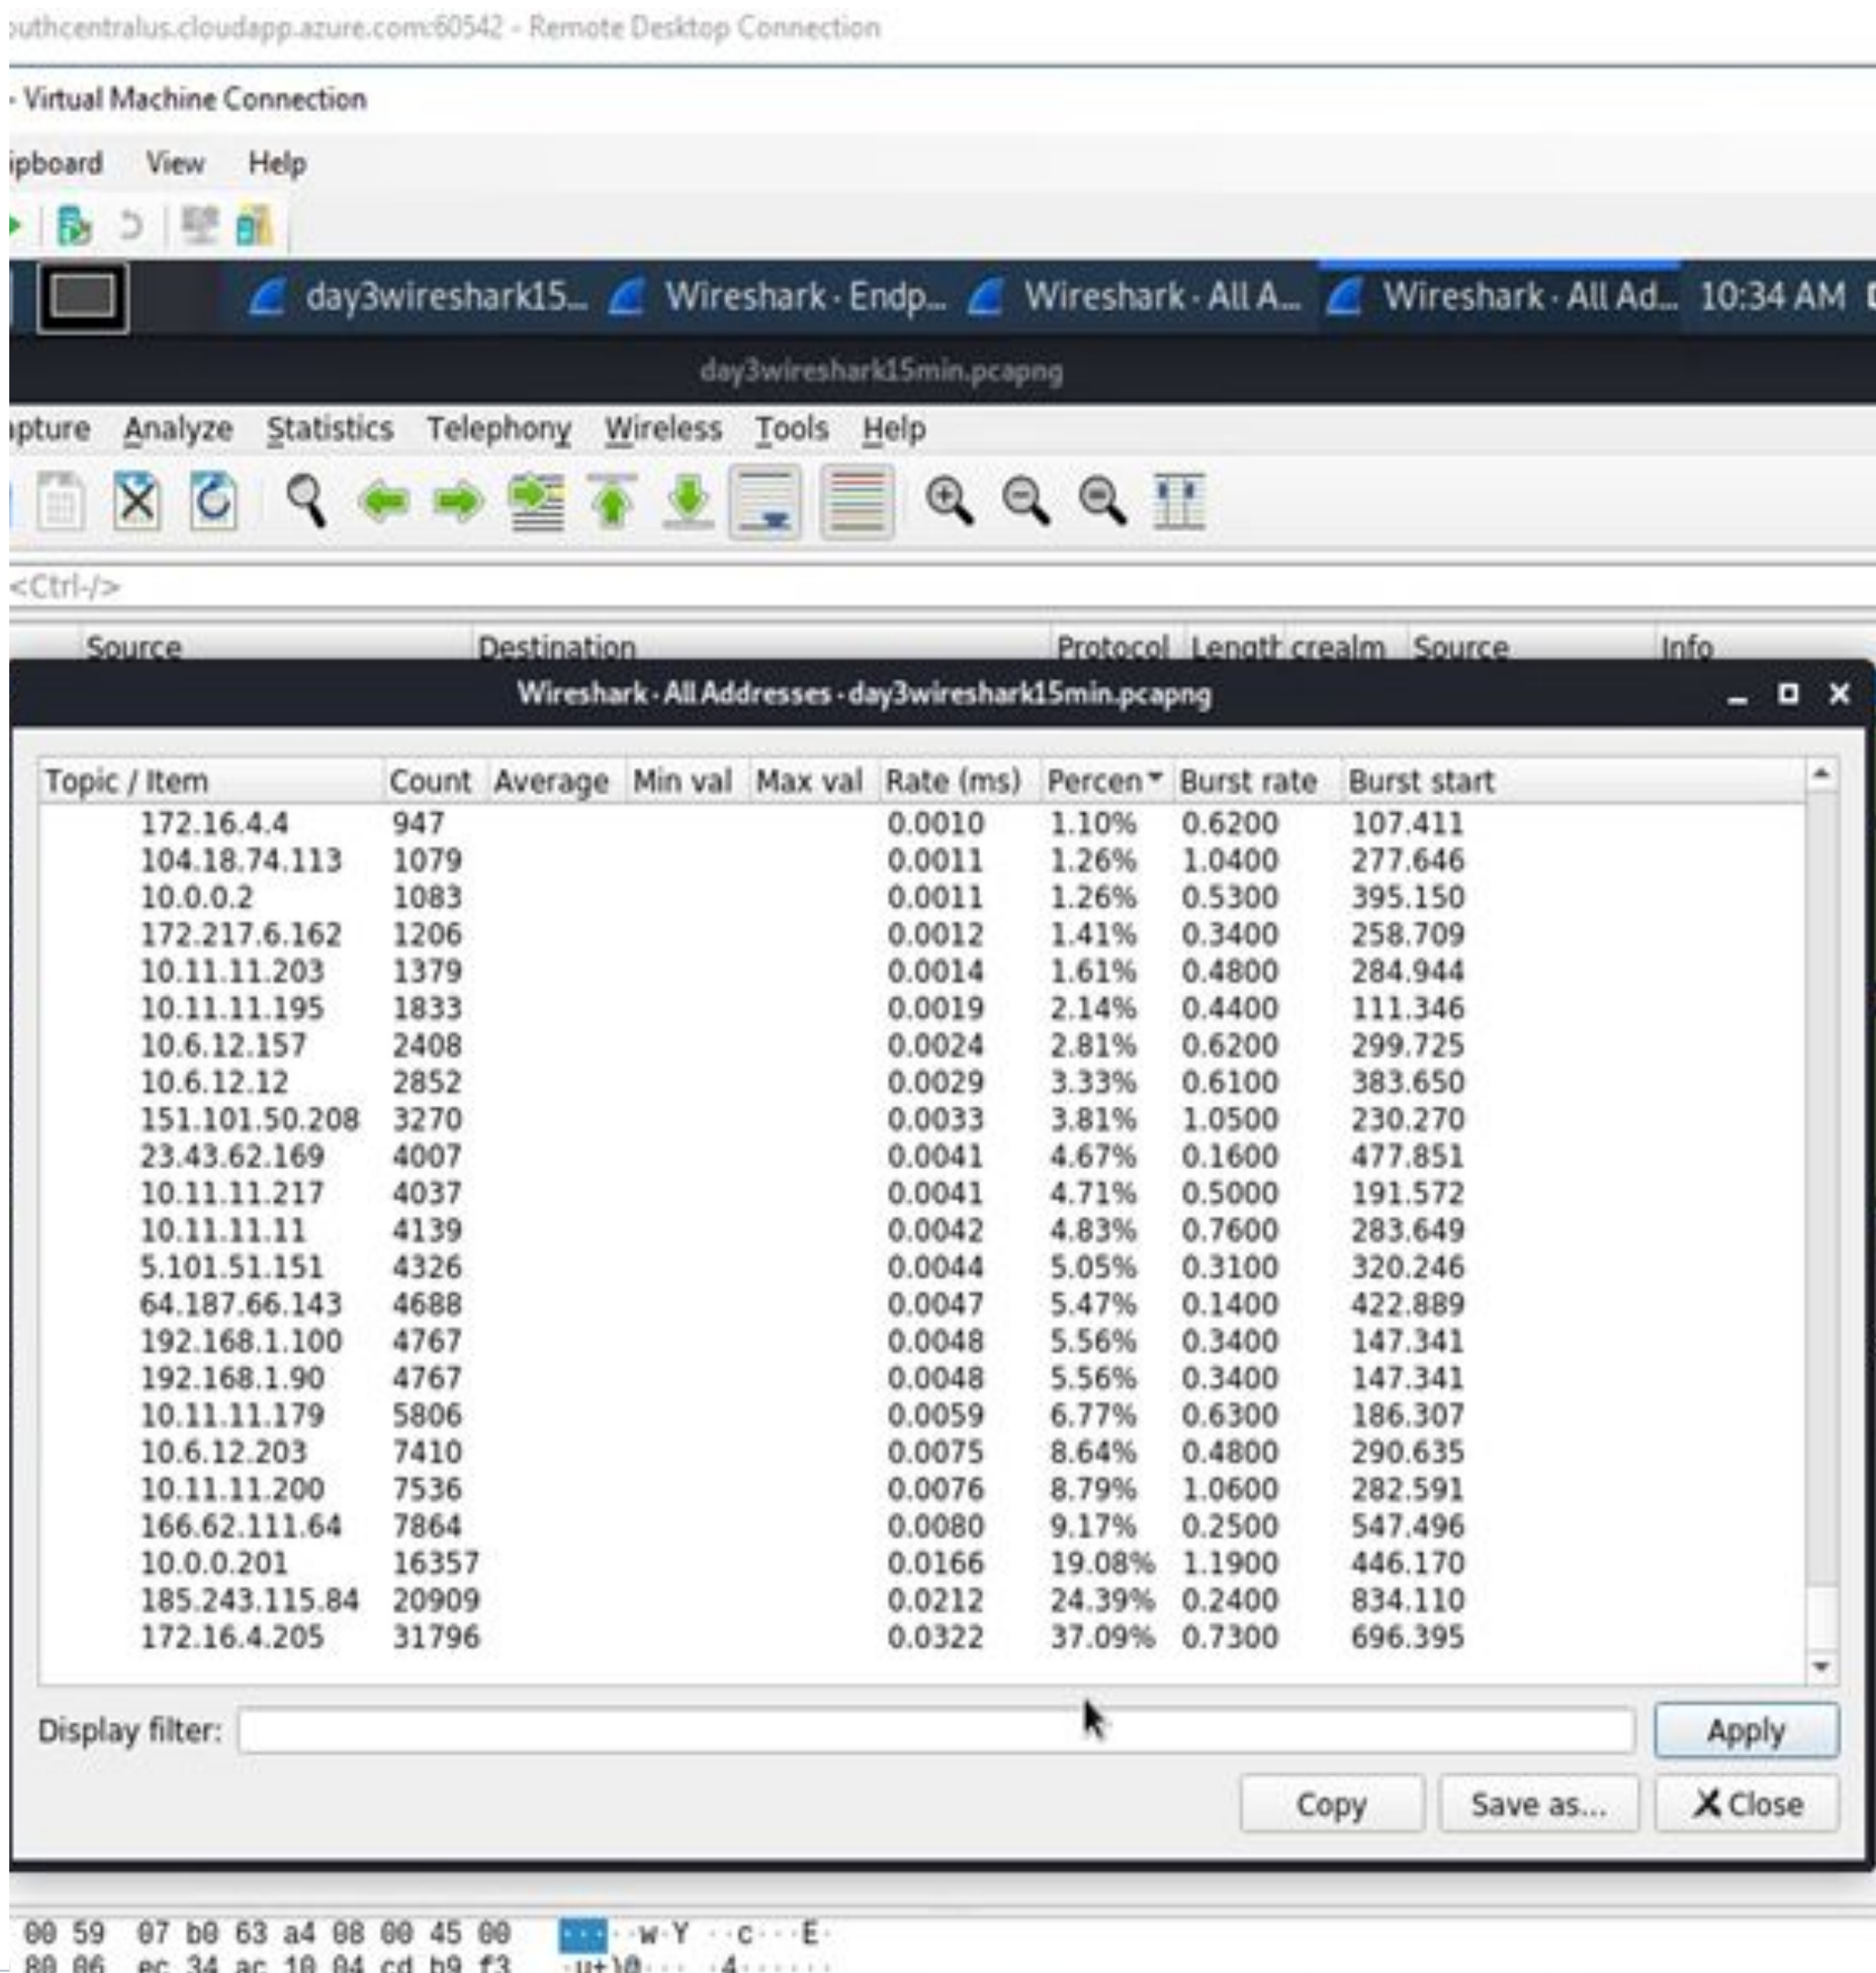 outhcentralus.cloudapp.azure.com:60542 - Remote Desktop Connection
- Virtual Machine Connection
ipboard View Help
day3wireshark15... Wireshark · Endp... Wireshark · All A... Wireshark · All Ad... 10:34 AM
day3wireshark15min.pcapng
apture Analyze Statistics Telephony Wireless Tools Help
<Ctrl-/>
Source Destination Protocol Length crealm Source Info
Wireshark · All Addresses · day3wireshark15min.pcapng
Topic / Item Count Average Min val Max val Rate (ms) Percen Burst rate Burst start
172.16.4.4 947 0.0010 1.10% 0.6200 107.411
104.18.74.113 1079 0.0011 1.26% 1.0400 277.646
10.0.0.2 1083 0.0011 1.26% 0.5300 395.150
172.217.6.162 1206 0.0012 1.41% 0.3400 258.709
10.11.11.203 1379 0.0014 1.61% 0.4800 284.944
10.11.11.195 1833 0.0019 2.14% 0.4400 111.346
10.6.12.157 2408 0.0024 2.81% 0.6200 299.725
10.6.12.12 2852 0.0029 3.33% 0.6100 383.650
151.101.50.208 3270 0.0033 3.81% 1.0500 230.270
23.43.62.169 4007 0.0041 4.67% 0.1600 477.851
10.11.11.217 4037 0.0041 4.71% 0.5000 191.572
10.11.11.11 4139 0.0042 4.83% 0.7600 283.649
5.101.51.151 4326 0.0044 5.05% 0.3100 320.246
64.187.66.143 4688 0.0047 5.47% 0.1400 422.889
192.168.1.100 4767 0.0048 5.56% 0.3400 147.341
192.168.1.90 4767 0.0048 5.56% 0.3400 147.341
10.11.11.179 5806 0.0059 6.77% 0.6300 186.307
10.6.12.203 7410 0.0075 8.64% 0.4800 290.635
10.11.11.200 7536 0.0076 8.79% 1.0600 282.591
166.62.111.64 7864 0.0080 9.17% 0.2500 547.496
10.0.0.201 16357 0.0166 19.08% 1.1900 446.170
185.243.115.84 20909 0.0212 24.39% 0.2400 834.110
172.16.4.205 31796 0.0322 37.09% 0.7300 696.395
Display filter: Apply
Copy Save as... Close
00 59 07 b0 63 a4 08 00 45 00 ··· ··w·Y ··c···E·
80 06 ec 34 ac 10 04 cd b9 f3